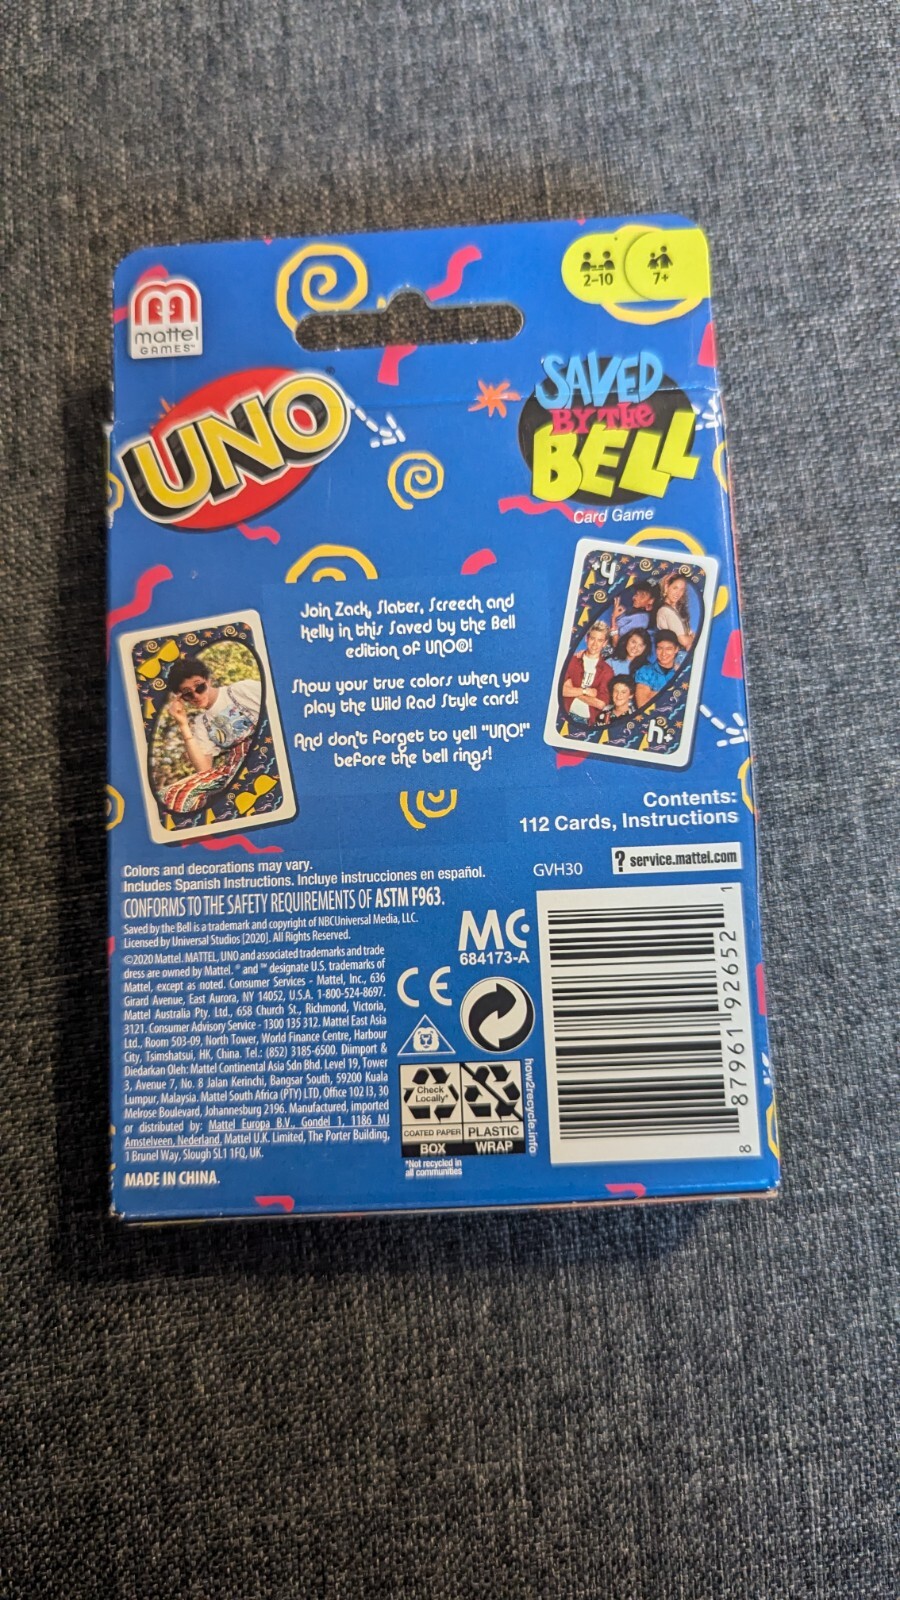 mattel
GAMES™
2-10
7+
UNO®
SAVED
BY THE
BELL
Card Game
+4
+4
Join Zack, Slater, Screech and
Kelly in this Saved by the Bell
edition of UNO®!
Show your true colors when you
play the Wild Rad Style card!
And don't forget to yell "UNO!"
before the bell rings!
Contents:
112 Cards, Instructions
Colors and decorations may vary.
Includes Spanish Instructions. Incluye instrucciones en español.
CONFORMS TO THE SAFETY REQUIREMENTS OF ASTM F963.
GVH30
? service.mattel.com
Saved by the Bell is a trademark and copyright of NBCUniversal Media, LLC.
Licensed by Universal Studios [2020]. All Rights Reserved.
©2020 Mattel. MATTEL, UNO and associated trademarks and trade
dress are owned by Mattel. ® and ™ designate U.S. trademarks of
Mattel, except as noted. Consumer Services - Mattel, Inc., 636
Girard Avenue, East Aurora, NY 14052, U.S.A. 1-800-524-8697.
Mattel Australia Pty. Ltd., 658 Church St., Richmond, Victoria,
3121. Consumer Advisory Service - 1300 135 312. Mattel East Asia
Ltd., Room 503-09, North Tower, World Finance Centre, Harbour
City, Tsimshatsui, HK, China. Tel.: (852) 3185-6500. Diimport &
Diedarkan Oleh: Mattel Continental Asia Sdn Bhd. Level 19, Tower
3, Avenue 7, No. 8 Jalan Kerinchi, Bangsar South, 59200 Kuala
Lumpur, Malaysia. Mattel South Africa (PTY) LTD, Office 102 I3, 30
Melrose Boulevard, Johannesburg 2196. Manufactured, imported
or distributed by: Mattel Europa B.V., Gondel 1, 1186 MJ
Amstelveen, Nederland. Mattel U.K. Limited, The Porter Building,
1 Brunel Way, Slough SL1 1FQ, UK.
MADE IN CHINA.
MC
684173-A
CE
Check
Locally*
COATED PAPER
BOX
PLASTIC
WRAP
*Not recycled in
all communities
how2recycle.info
8 87961 92652 1